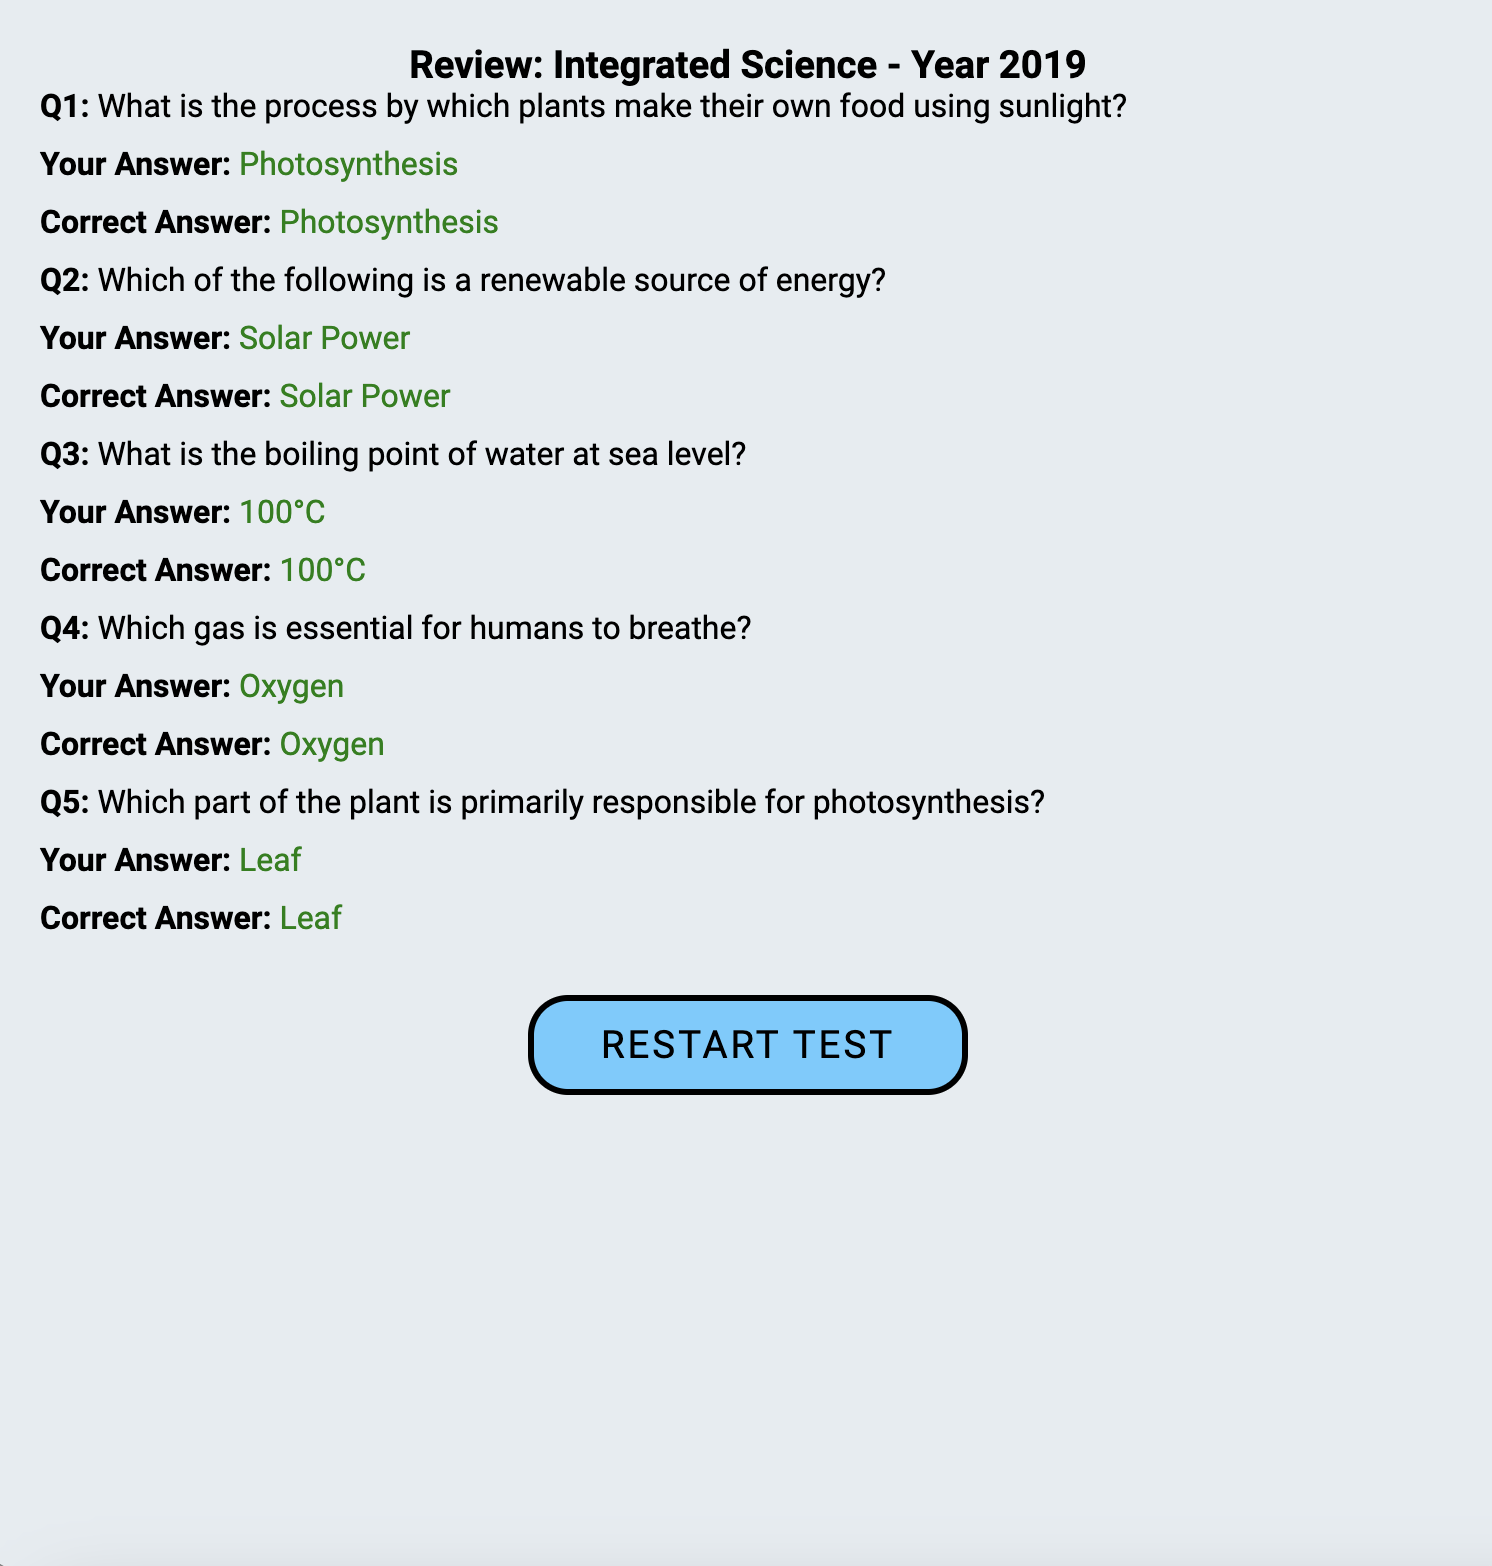 Review: Integrated Science - Year 2019
Q1: What is the process by which plants make their own food using sunlight?
Your Answer: Photosynthesis
Correct Answer: Photosynthesis
Q2: Which of the following is a renewable source of energy?
Your Answer: Solar Power
Correct Answer: Solar Power
Q3: What is the boiling point of water at sea level?
Your Answer: 100°C
Correct Answer: 100°C
Q4: Which gas is essential for humans to breathe?
Your Answer: Oxygen
Correct Answer: Oxygen
Q5: Which part of the plant is primarily responsible for photosynthesis?
Your Answer: Leaf
Correct Answer: Leaf
RESTART TEST